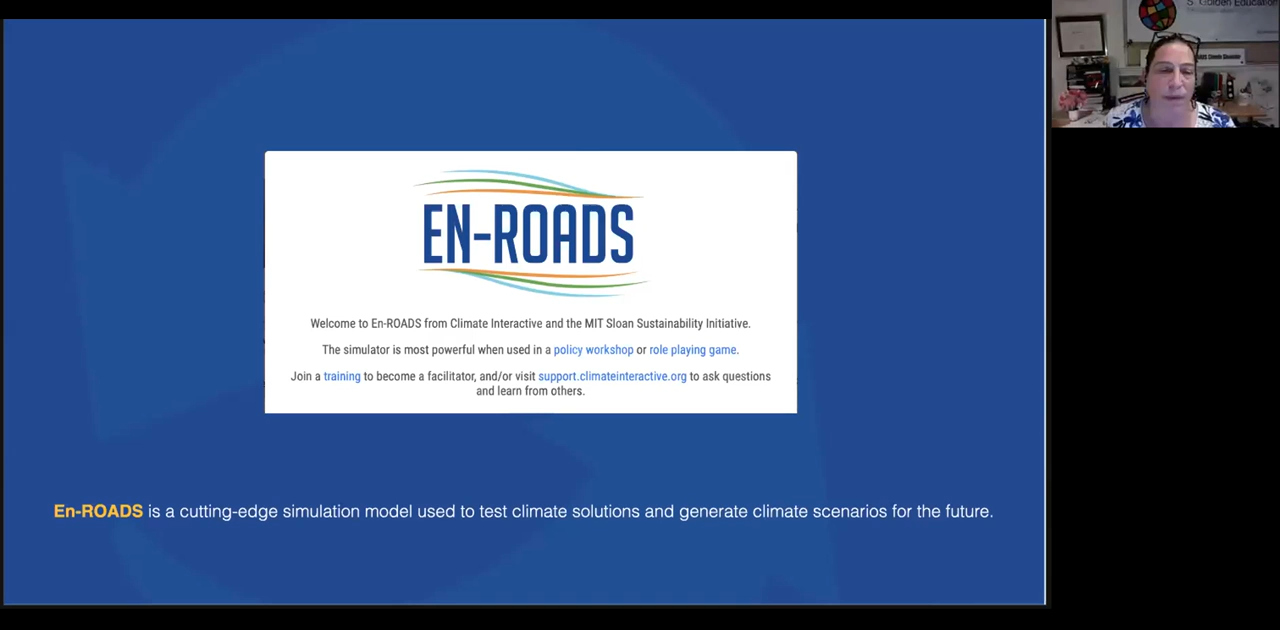 S. Golden Education
EN-ROADS
Welcome to En-ROADS from Climate Interactive and the MIT Sloan Sustainability Initiative.
The simulator is most powerful when used in a policy workshop or role playing game.
Join a training to become a facilitator, and/or visit support.climateinteractive.org to ask questions
and learn from others.
En-ROADS is a cutting-edge simulation model used to test climate solutions and generate climate scenarios for the future.